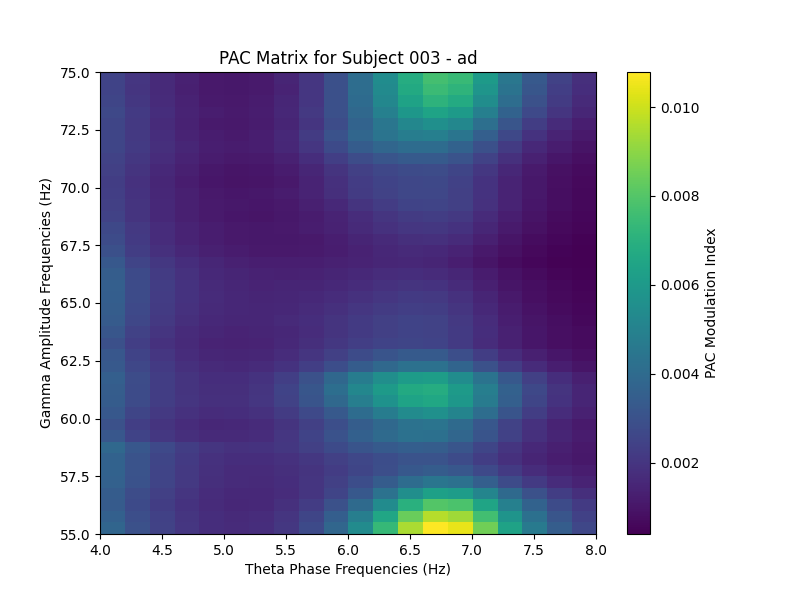 PAC Matrix for Subject 003 - ad
75.0
72.5
70.0
67.5
65.0
62.5
60.0
57.5
55.0
Gamma Amplitude Frequencies (Hz)
4.0 4.5 5.0 5.5 6.0 6.5 7.0 7.5 8.0
Theta Phase Frequencies (Hz)
0.010
0.008
0.006
0.004
0.002
PAC Modulation Index